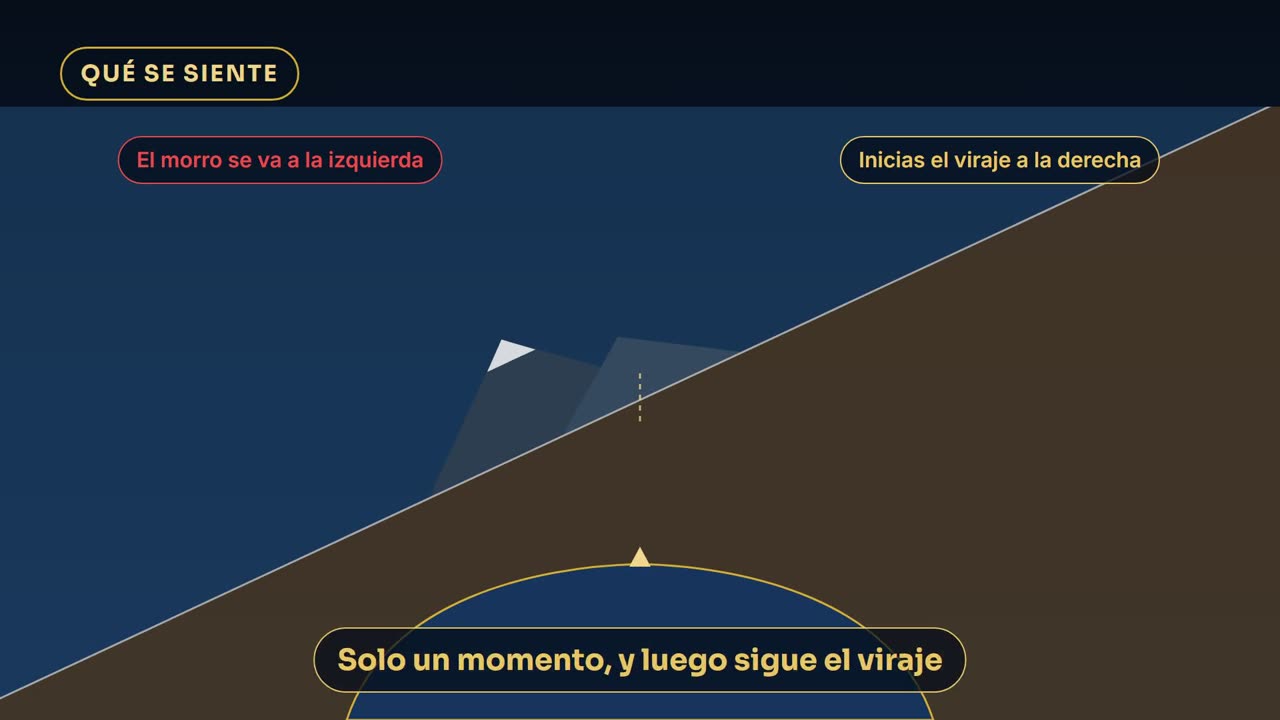 QUÉ SE SIENTE
El morro se va a la izquierda
Inicias el viraje a la derecha
Solo un momento, y luego sigue el viraje